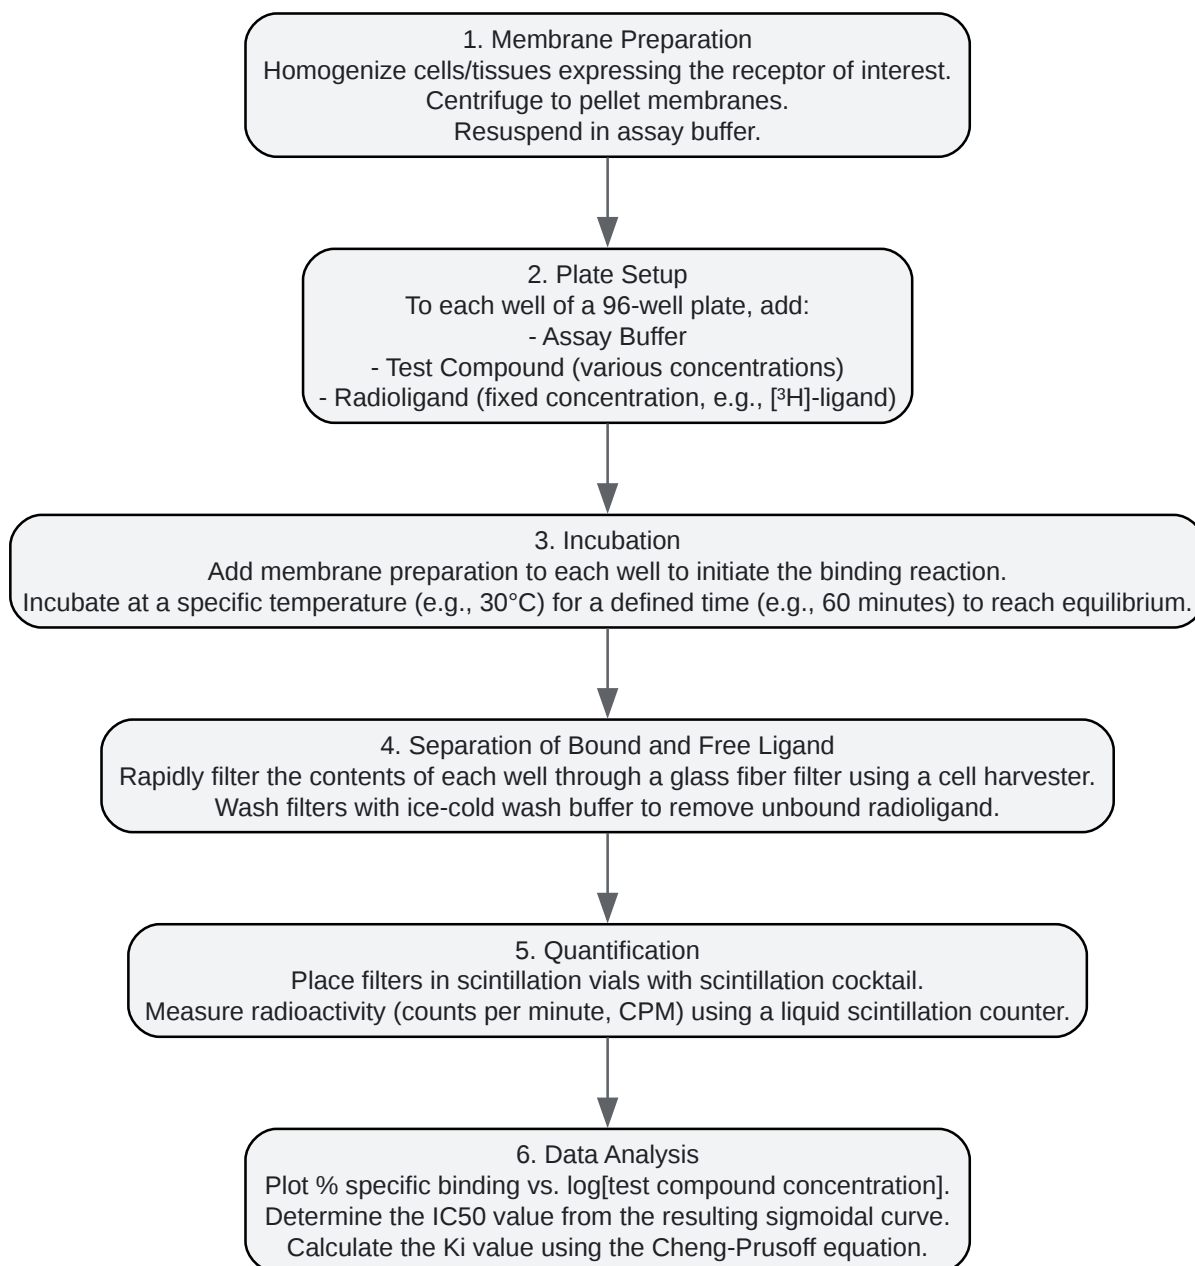 1. Membrane Preparation
Homogenize cells/tissues expressing the receptor of interest.
Centrifuge to pellet membranes.
Resuspend in assay buffer.
2. Plate Setup
To each well of a 96-well plate, add:
- Assay Buffer
- Test Compound (various concentrations)
- Radioligand (fixed concentration, e.g., [³H]-ligand)
3. Incubation
Add membrane preparation to each well to initiate the binding reaction.
Incubate at a specific temperature (e.g., 30°C) for a defined time (e.g., 60 minutes) to reach equilibrium.
4. Separation of Bound and Free Ligand
Rapidly filter the contents of each well through a glass fiber filter using a cell harvester.
Wash filters with ice-cold wash buffer to remove unbound radioligand.
5. Quantification
Place filters in scintillation vials with scintillation cocktail.
Measure radioactivity (counts per minute, CPM) using a liquid scintillation counter.
6. Data Analysis
Plot % specific binding vs. log[test compound concentration].
Determine the IC50 value from the resulting sigmoidal curve.
Calculate the Ki value using the Cheng-Prusoff equation.